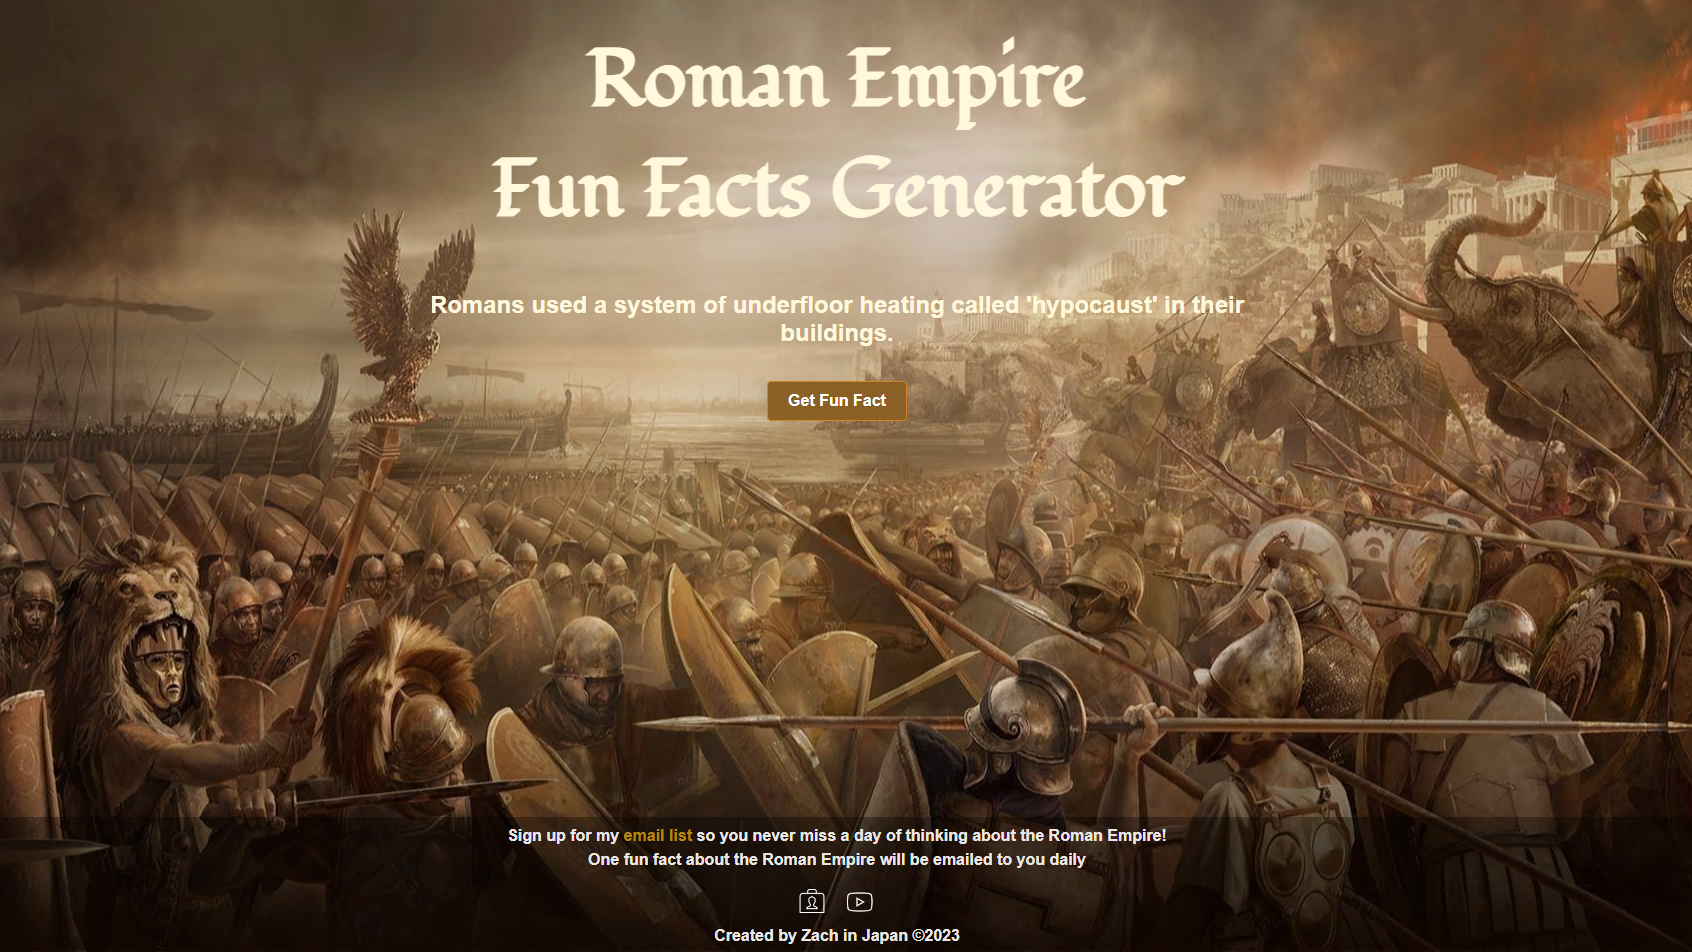 Roman Empire
Fun Facts Generator
Romans used a system of underfloor heating called 'hypocaust' in their
buildings.
Get Fun Fact
Sign up for my email list so you never miss a day of thinking about the Roman Empire!
One fun fact about the Roman Empire will be emailed to you daily
Created by Zach in Japan ©2023